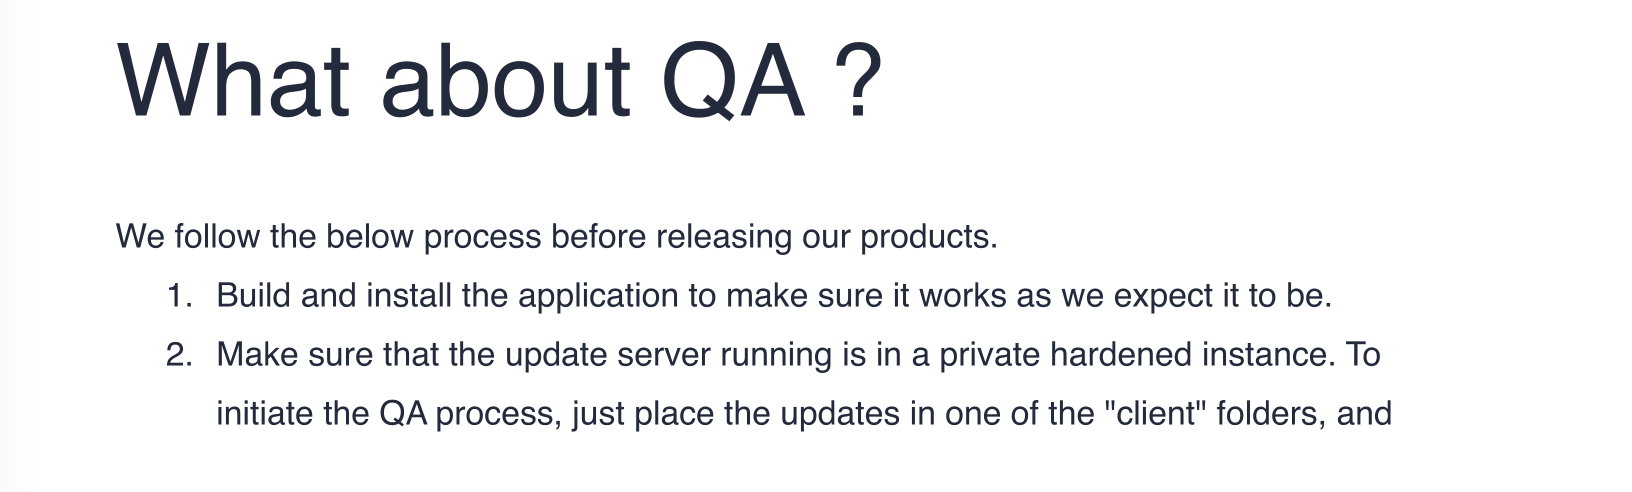 What about QA ?
We follow the below process before releasing our products.
1. Build and install the application to make sure it works as we expect it to be.
2. Make sure that the update server running is in a private hardened instance. To
initiate the QA process, just place the updates in one of the "client" folders, and